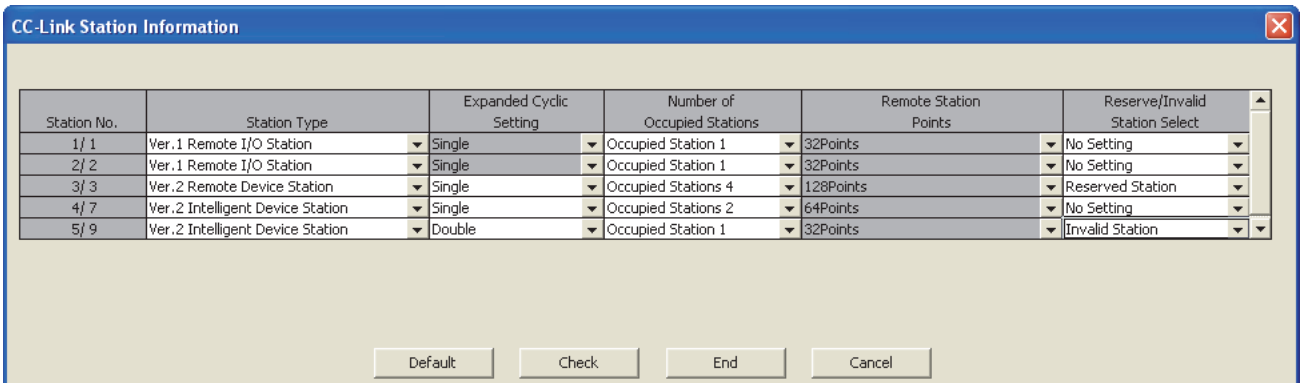 CC-Link Station Information
Expanded Cyclic Number of Remote Station Reserve/Invalid
Station No. Station Type Setting Occupied Stations Points Station Select
1/ 1 Ver.1 Remote I/O Station Single Occupied Station 1 32Points No Setting
2/ 2 Ver.1 Remote I/O Station Single Occupied Station 1 32Points No Setting
3/ 3 Ver.2 Remote Device Station Single Occupied Stations 4 128Points Reserved Station
4/ 7 Ver.2 Intelligent Device Station Single Occupied Stations 2 64Points No Setting
5/ 9 Ver.2 Intelligent Device Station Double Occupied Station 1 32Points Invalid Station
Default Check End Cancel